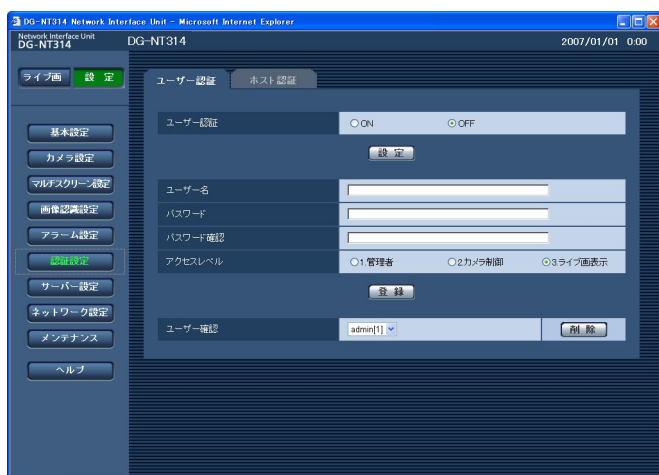 DG-NT314 Network Interface Unit - Microsoft Internet Explorer
Network Interface Unit
DG-NT314
DG-NT314
2007/01/01 0:00
ライブ画
設 定
ユーザー認証
ホスト認証
基本設定
カメラ設定
マルチスクリーン設定
画像認識設定
アラーム設定
認証設定
サーバー設定
ネットワーク設定
メンテナンス
ヘルプ
ユーザー認証 ON OFF
設 定
ユーザー名
パスワード
パスワード確認
アクセスレベル 1.管理者 2.カメラ制御 3.ライブ画表示
登 録
ユーザー確認 admin[1] 削 除